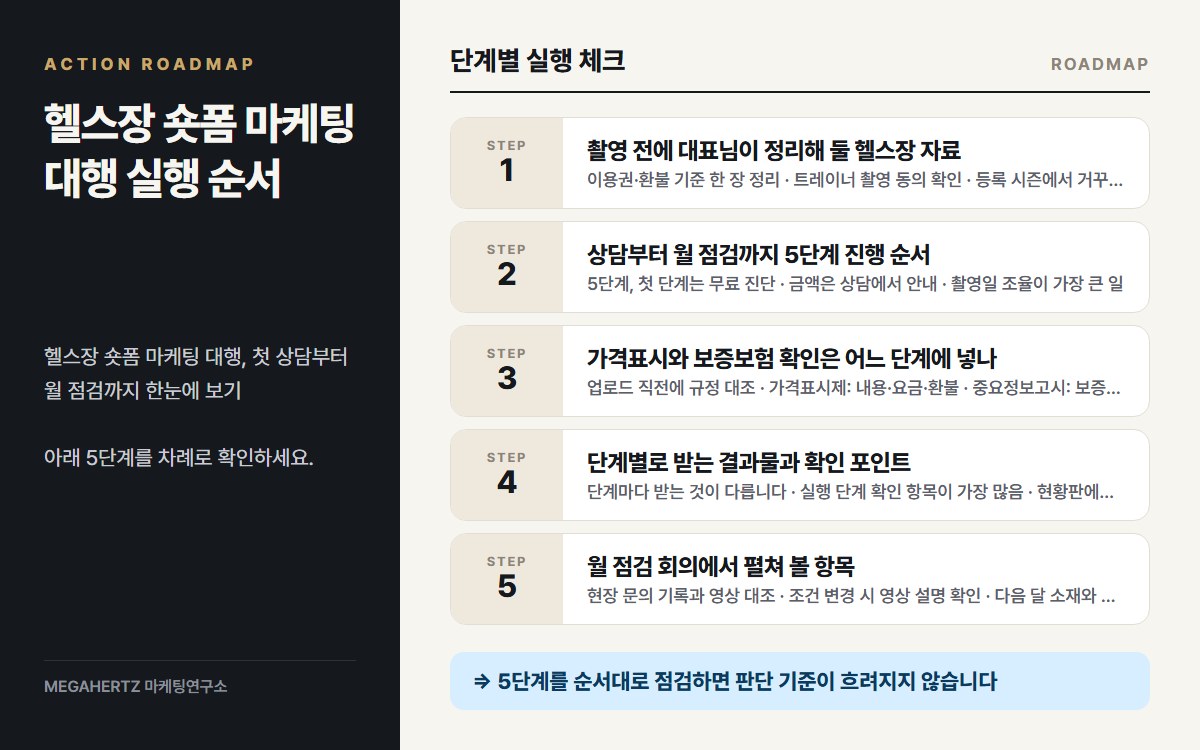 ACTION ROADMAP
헬스장 숏폼 마케팅
대행 실행 순서
헬스장 숏폼 마케팅 대행, 첫 상담부터
월 점검까지 한눈에 보기
아래 5단계를 차례로 확인하세요.
MEGAHERTZ 마케팅연구소
단계별 실행 체크
ROADMAP
STEP
1
촬영 전에 대표님이 정리해 둘 헬스장 자료
이용권·환불 기준 한 장 정리 · 트레이너 촬영 동의 확인 · 등록 시즌에서 거꾸...
STEP
2
상담부터 월 점검까지 5단계 진행 순서
5단계, 첫 단계는 무료 진단 · 금액은 상담에서 안내 · 촬영일 조율이 가장 큰 일
STEP
3
가격표시와 보증보험 확인은 어느 단계에 넣나
업로드 직전에 규정 대조 · 가격표시제: 내용·요금·환불 · 중요정보고시: 보증...
STEP
4
단계별로 받는 결과물과 확인 포인트
단계마다 받는 것이 다릅니다 · 실행 단계 확인 항목이 가장 많음 · 현황판에...
STEP
5
월 점검 회의에서 펼쳐 볼 항목
현장 문의 기록과 영상 대조 · 조건 변경 시 영상 설명 확인 · 다음 달 소재와 ...
⇒ 5단계를 순서대로 점검하면 판단 기준이 흐려지지 않습니다